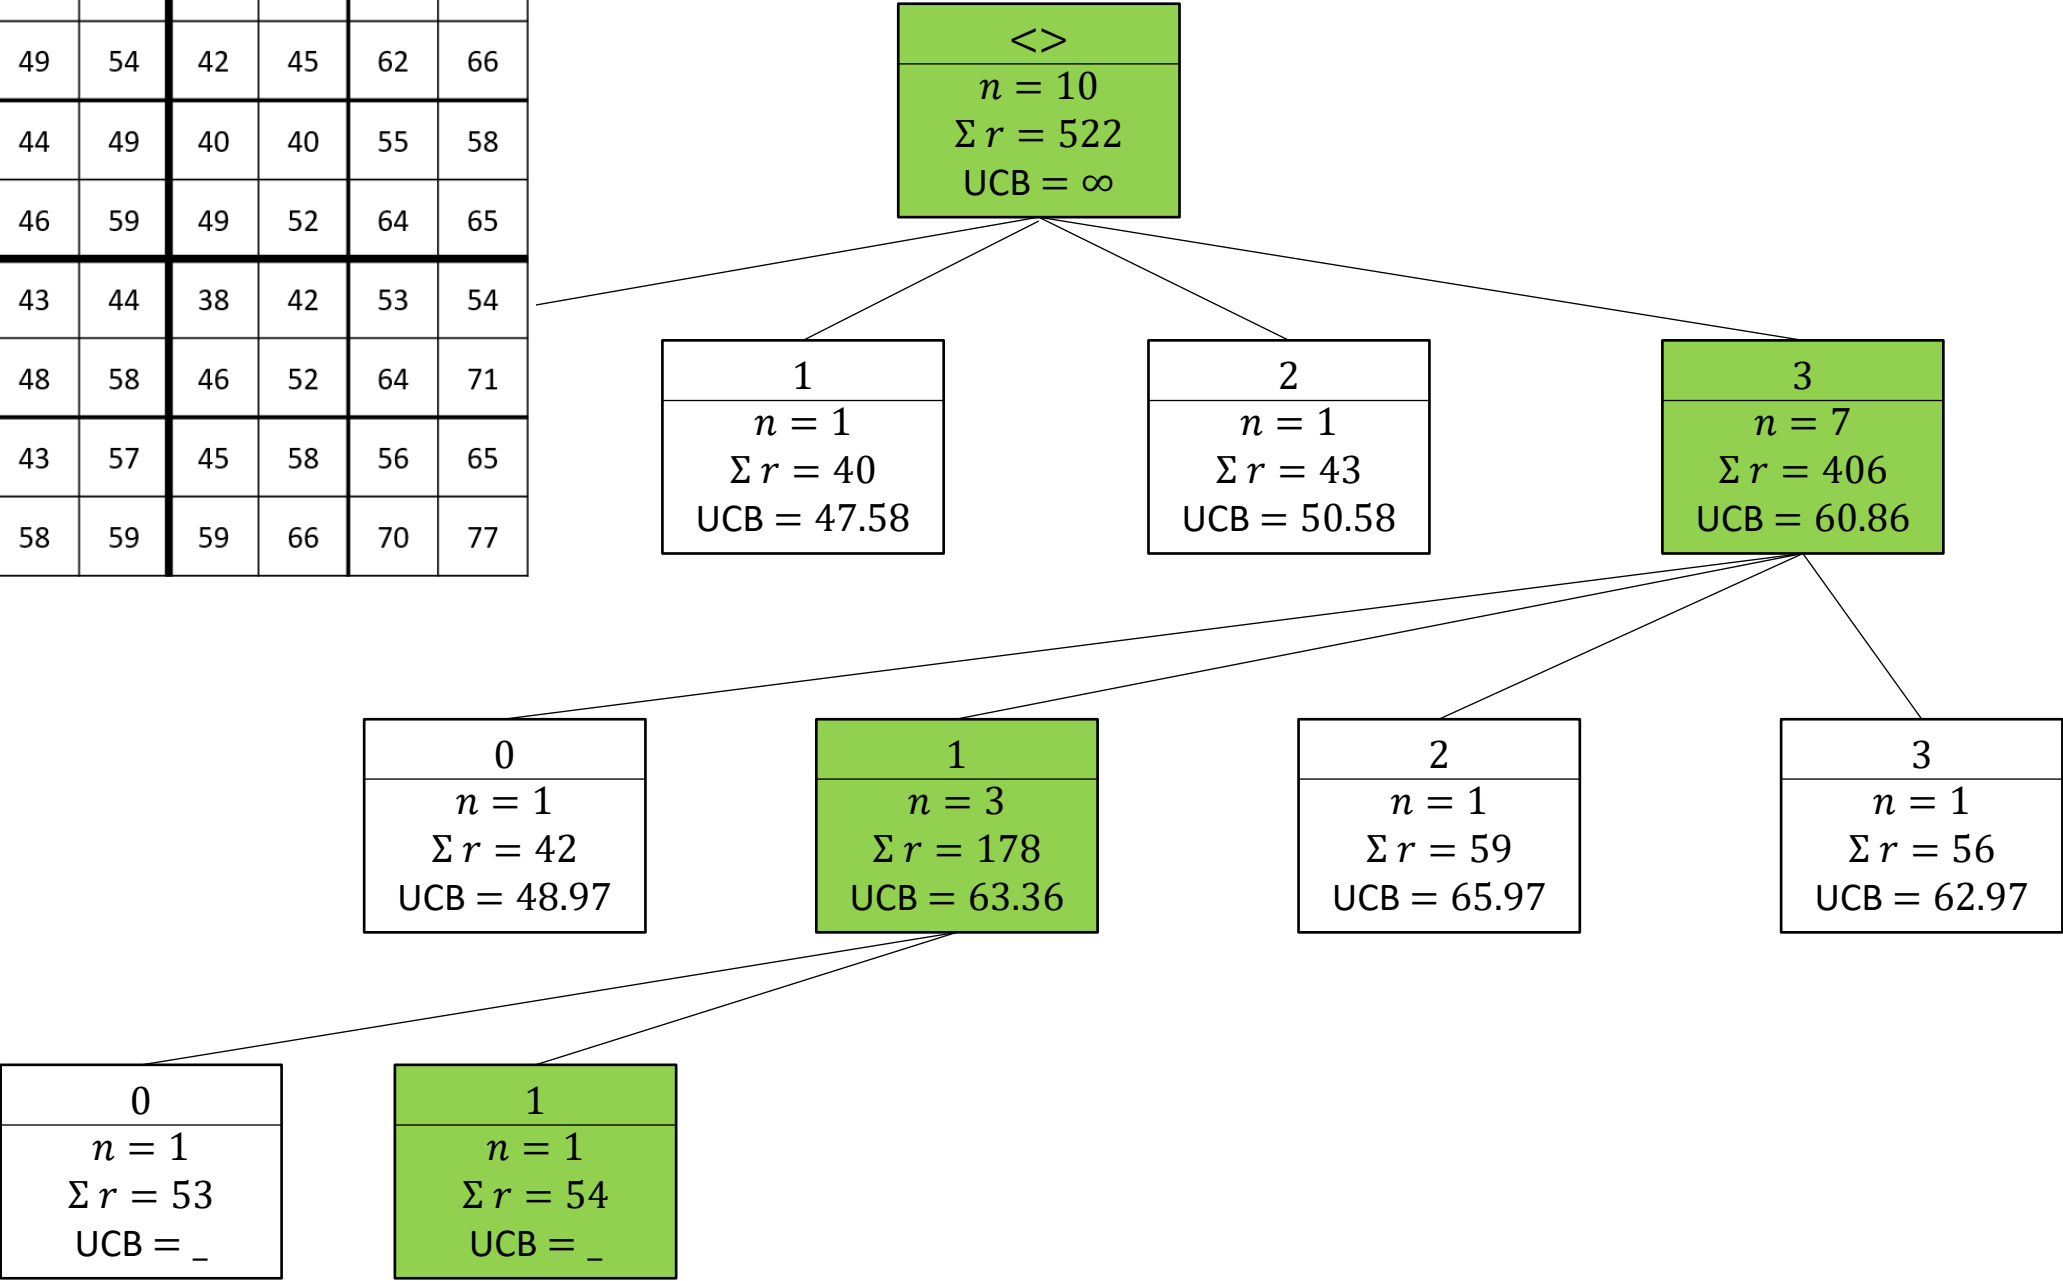 49 54 42 45 62 66
44 49 40 40 55 58
46 59 49 52 64 65
43 44 38 42 53 54
48 58 46 52 64 71
43 57 45 58 56 65
58 59 59 66 70 77
<>
n = 10
Σ r = 522
UCB = ∞
1
n = 1
Σ r = 40
UCB = 47.58
2
n = 1
Σ r = 43
UCB = 50.58
3
n = 7
Σ r = 406
UCB = 60.86
0
n = 1
Σ r = 42
UCB = 48.97
1
n = 3
Σ r = 178
UCB = 63.36
2
n = 1
Σ r = 59
UCB = 65.97
3
n = 1
Σ r = 56
UCB = 62.97
0
n = 1
Σ r = 53
UCB = _
1
n = 1
Σ r = 54
UCB = _